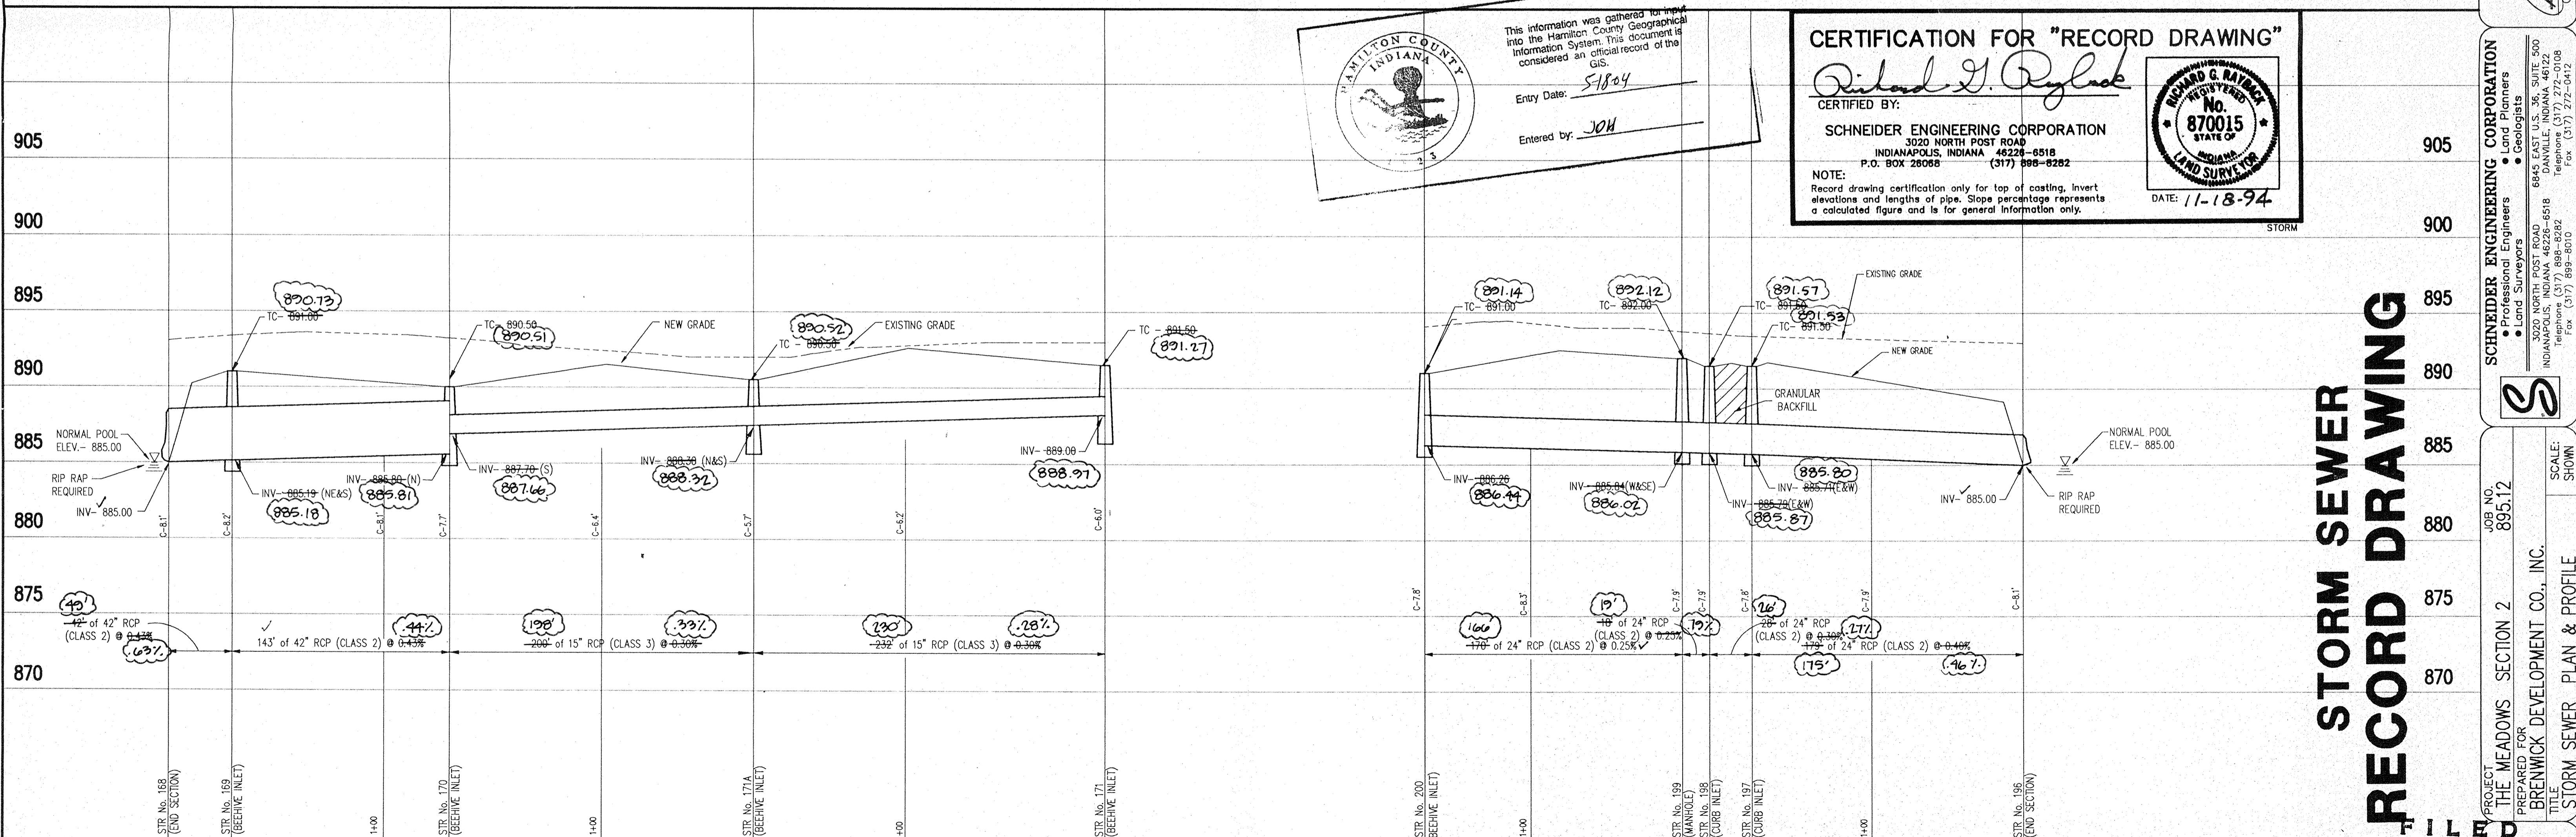 HAMILTON COUNTY
INDIANA
1823
This information was gathered for input
into the Hamilton County Geographical
Information System. This document is
considered an official record of the
GIS.
Entry Date: 5-18-04
Entered by: JDH
CERTIFICATION FOR "RECORD DRAWING"
Richard G. Rayback
CERTIFIED BY:
SCHNEIDER ENGINEERING CORPORATION
3020 NORTH POST ROAD
INDIANAPOLIS, INDIANA 46226-6518
P.O. BOX 26068 (317) 898-8282
NOTE:
Record drawing certification only for top of casting, invert
elevations and lengths of pipe. Slope percentage represents
a calculated figure and is for general information only.
RICHARD G. RAYBACK
REGISTERED
No.
870015
STATE OF
INDIANA
LAND SURVEYOR
DATE: 11-18-94
STORM
905
900
895
890
885
880
875
870
890.73
TC- 891.00
TC- 890.50
890.51
NEW GRADE
890.52
TC - 890.50
EXISTING GRADE
TC - 891.50
891.27
NORMAL POOL
ELEV.- 885.00
RIP RAP
REQUIRED
INV- 885.00
INV- 885.19 (NE&S)
885.18
INV- 885.80 (N)
885.81
INV- 887.70 (S)
887.66
INV- 888.30 (N&S)
888.32
INV- 889.00
888.97
C-8.1'
C-8.2'
C-8.1'
C-7.7'
C-6.4'
C-5.7'
C-6.2'
C-6.0'
49'
42' of 42" RCP
(CLASS 2) @ 0.43%
.63%
143' of 42" RCP (CLASS 2) @ 0.43%
.44%
198'
200' of 15" RCP (CLASS 3) @ 0.30%
.33%
230'
232' of 15" RCP (CLASS 3) @ 0.30%
.28%
STR No. 168
(END SECTION)
STR No. 169
(BEEHIVE INLET)
1+00
STR No. 170
(BEEHIVE INLET)
1+00
STR No. 171A
(BEEHIVE INLET)
1+00
STR No. 171
(BEEHIVE INLET)
891.14
TC- 891.00
892.12
TC- 892.00
891.57
TC- 891.50
891.53
TC- 891.50
EXISTING GRADE
NEW GRADE
GRANULAR
BACKFILL
INV- 886.26
886.44
INV- 885.84(W&SE)
886.02
885.80
INV- 885.71(E&W)
INV- 885.79(E&W)
885.87
INV- 885.00
NORMAL POOL
ELEV.- 885.00
RIP RAP
REQUIRED
C-7.8'
C-8.3'
C-7.9'
C-7.9'
C-7.8'
C-7.9'
C-8.1'
166'
170' of 24" RCP (CLASS 2) @ 0.25%
19'
18' of 24" RCP
(CLASS 2) @ 0.25%
.79%
26'
28' of 24" RCP
(CLASS 2) @ 0.30%
.27%
179' of 24" RCP (CLASS 2) @ 0.40%
175'
.46%
STR No. 200
(BEEHIVE INLET)
1+00
STR No. 199
(MANHOLE)
STR No. 198
(CURB INLET)
STR No. 197
(CURB INLET)
1+00
STR No. 196
(END SECTION)
905
900
895
890
885
880
875
870
STORM SEWER
RECORD DRAWING
SCHNEIDER ENGINEERING CORPORATION
• Professional Engineers • Land Planners
• Land Surveyors • Geologists
3020 NORTH POST ROAD 6845 EAST U.S. 36, SUITE 500
INDIANAPOLIS, INDIANA 46226-6518 DANVILLE, INDIANA 46122
Telephone (317) 898-8282 Telephone (317) 272-0108
Fax (317) 899-8010 Fax (317) 272-0412
S
PROJECT
THE MEADOWS SECTION 2
JOB NO.
895.12
PREPARED FOR
BRENWICK DEVELOPMENT CO., INC.
TITLE
STORM SEWER PLAN & PROFILE
SCALE:
SHOWN
FILED